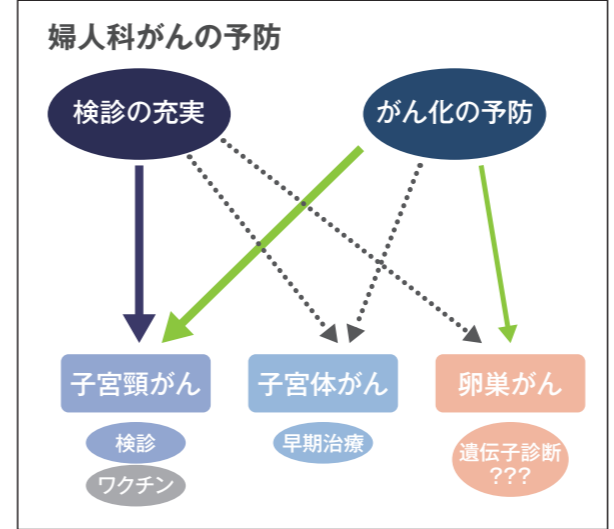 婦人科がんの予防
検診の充実
がん化の予防
子宮頸がん
子宮体がん
卵巣がん
検診
ワクチン
早期治療
遺伝子診断
???